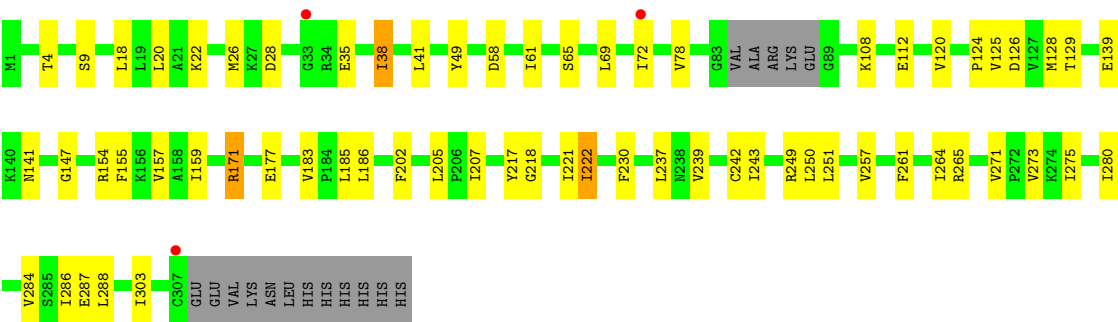 M1 T4 S9 L18 L19 L20 A21 K22 M26 K27 D28 G33 R34 E35 I38 L41 Y49 D58 I61 S65 L69 I72 V78 G83 VAL ALA ARG LYS GLU G89 K108 E112 V120 P124 V125 D126 V127 M128 T129 E139
K140 N141 G147 R154 F155 K156 V157 A158 I159 R171 E177 V183 P184 L185 L186 F202 L205 P206 I207 Y217 G218 I221 I222 F230 L237 N238 V239 C242 I243 R249 L250 L251 V257 F261 I264 R265 V271 P272 V273 K274 I275 I280
V284 S285 I286 E287 L288 I303 C307 GLU GLU VAL LYS ASN LEU HIS HIS HIS HIS HIS HIS